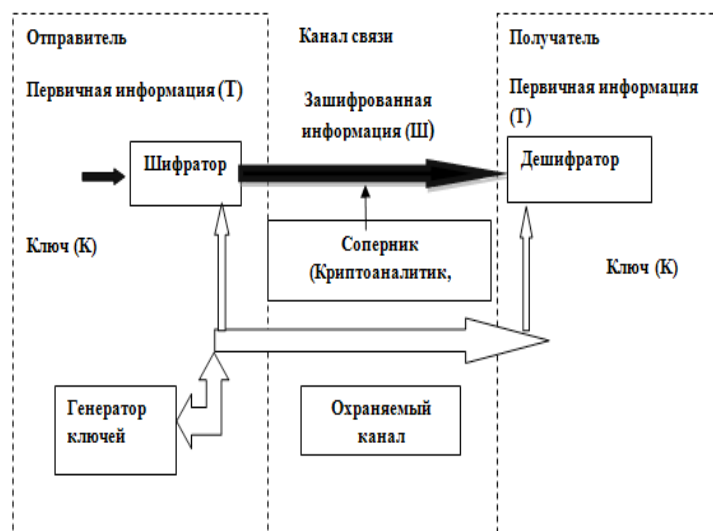 Отправитель
Канал связи
Получатель
Первичная информация (Т)
Зашифрованная
информация (Ш)
Первичная информация
(Т)
Шифратор
Дешифратор
Соперник
(Криптоаналитик,
Ключ (К)
Ключ (К)
Генератор
ключей
Охраняемый
канал